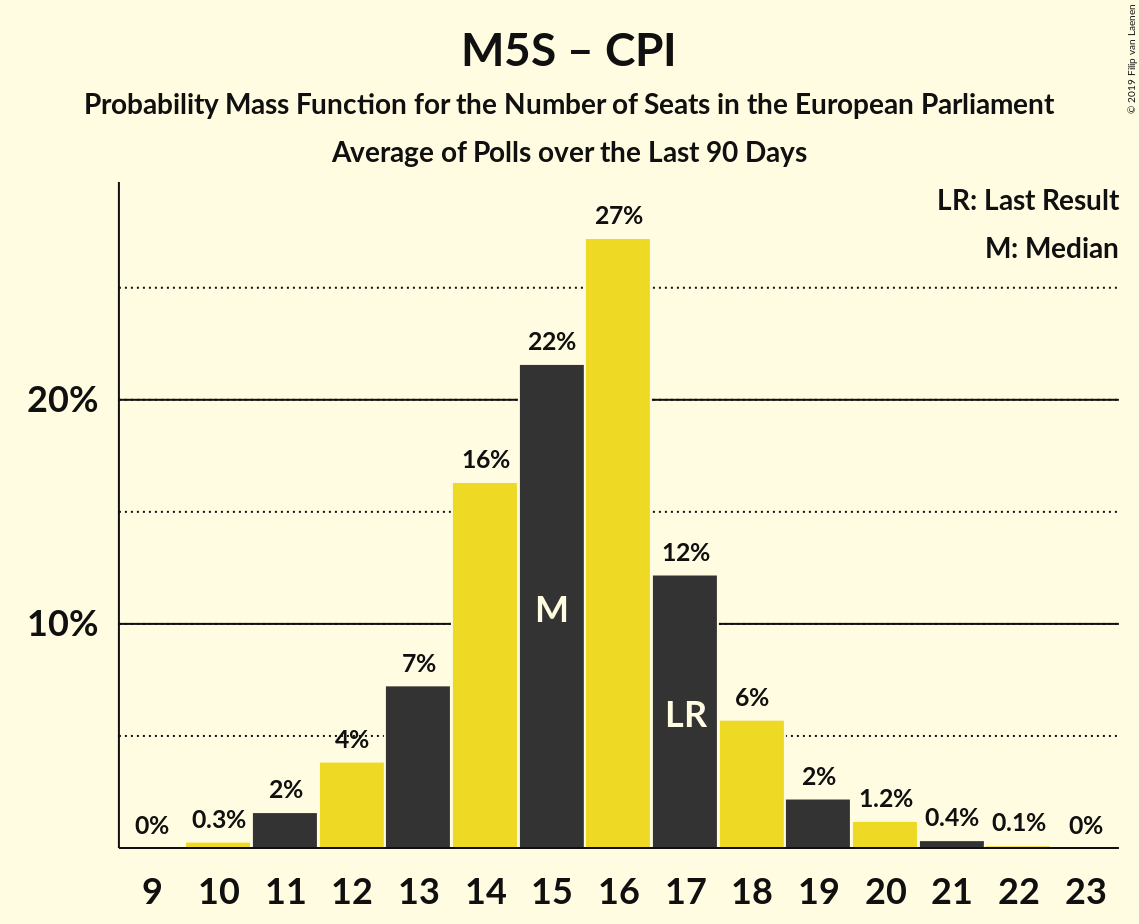 M5S – CPI
Probability Mass Function for the Number of Seats in the European Parliament
Average of Polls over the Last 90 Days
© 2019 Filip van Laenen
LR: Last Result
M: Median
20%
10%
0%
0.3%
2%
4%
7%
16%
22%
27%
12%
6%
2%
1.2%
0.4%
0.1%
0%
M
LR
9 10 11 12 13 14 15 16 17 18 19 20 21 22 23